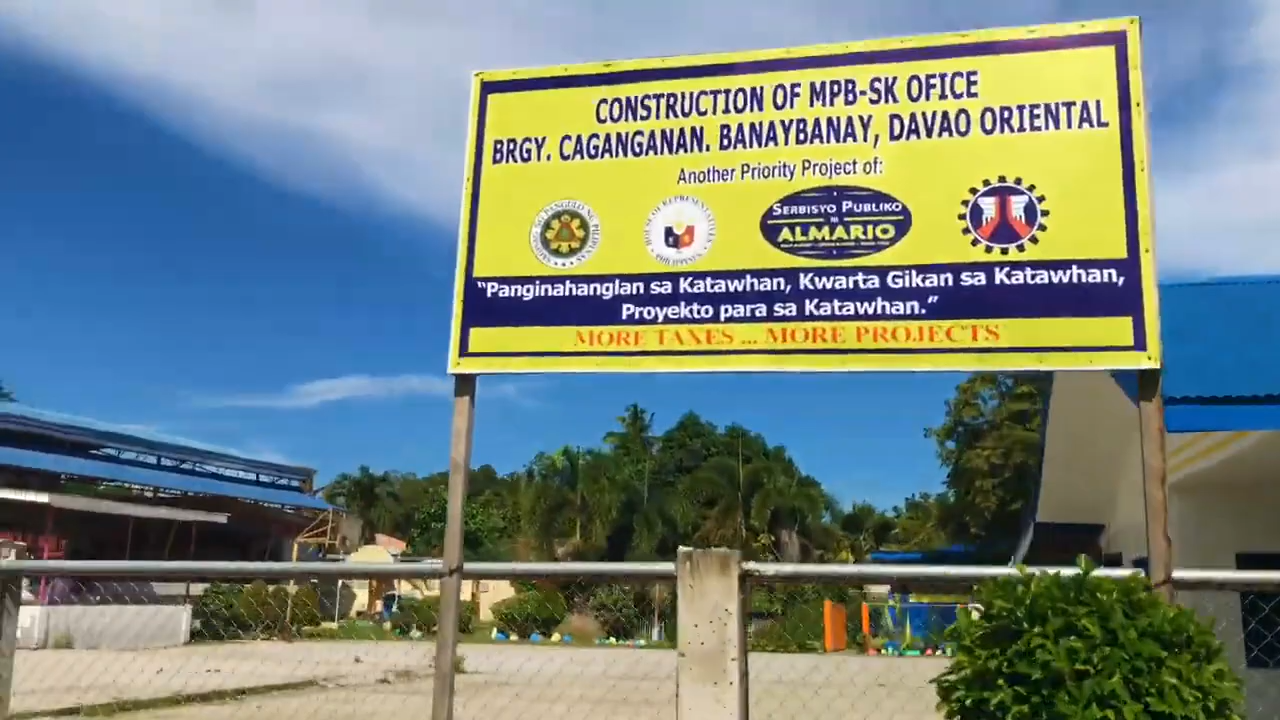 CONSTRUCTION OF MPB-SK OFICE
BRGY. CAGANGANAN. BANAYBANAY, DAVAO ORIENTAL
Another Priority Project of:
SERBISYO PUBLIKO
NI
ALMARIO
"Panginahanglan sa Katawhan, Kwarta Gikan sa Katawhan,
Proyekto para sa Katawhan."
MORE TAXES ... MORE PROJECTS